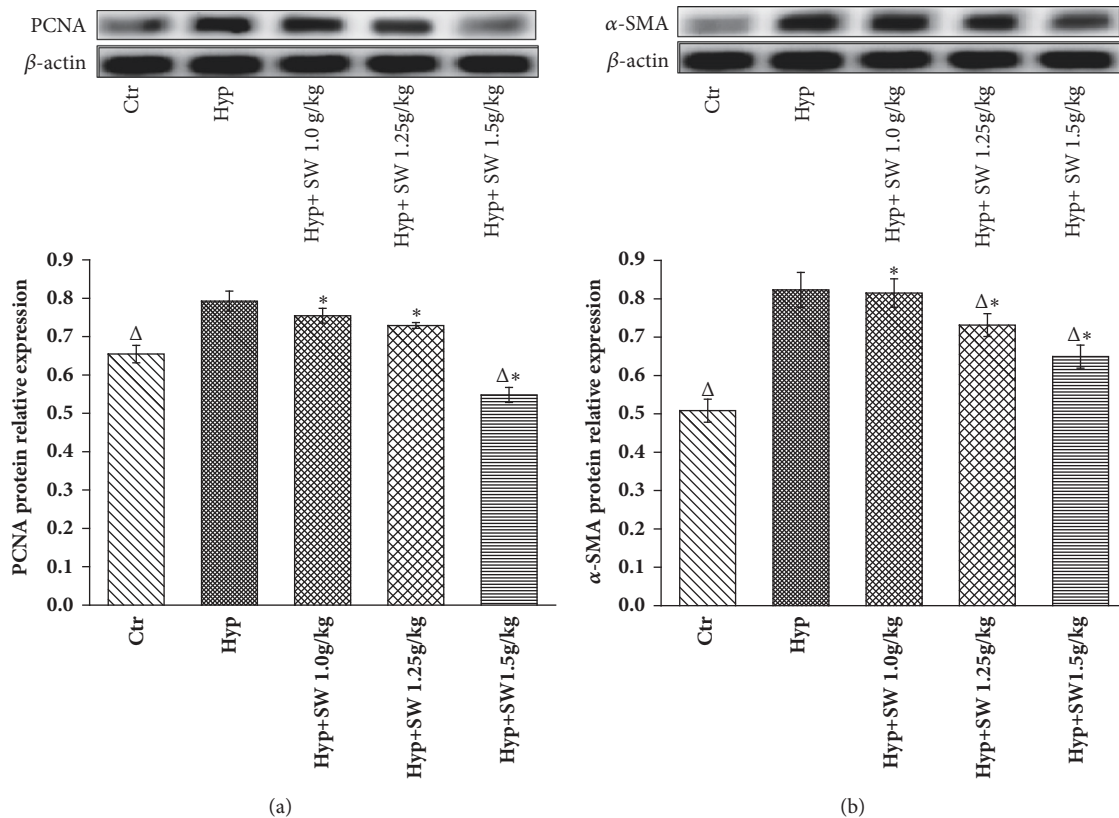 PCNA
β-actin
Ctr
Hyp
Hyp+ SW 1.0 g/kg
Hyp+ SW 1.25g/kg
Hyp+ SW 1.5g/kg
PCNA protein relative expression
0.9
0.8
0.7
0.6
0.5
0.4
0.3
0.2
0.1
0.0
Δ
*
*
Δ*
Ctr
Hyp
Hyp+SW 1.0g/kg
Hyp+SW 1.25g/kg
Hyp+SW1.5g/kg
(a)
α-SMA
β-actin
Ctr
Hyp
Hyp+ SW 1.0 g/kg
Hyp+ SW 1.25g/kg
Hyp+ SW 1.5g/kg
α-SMA protein relative expression
0.9
0.8
0.7
0.6
0.5
0.4
0.3
0.2
0.1
0.0
Δ
*
Δ*
Δ*
Ctr
Hyp
Hyp+SW 1.0g/kg
Hyp+SW 1.25g/kg
Hyp+SW1.5g/kg
(b)